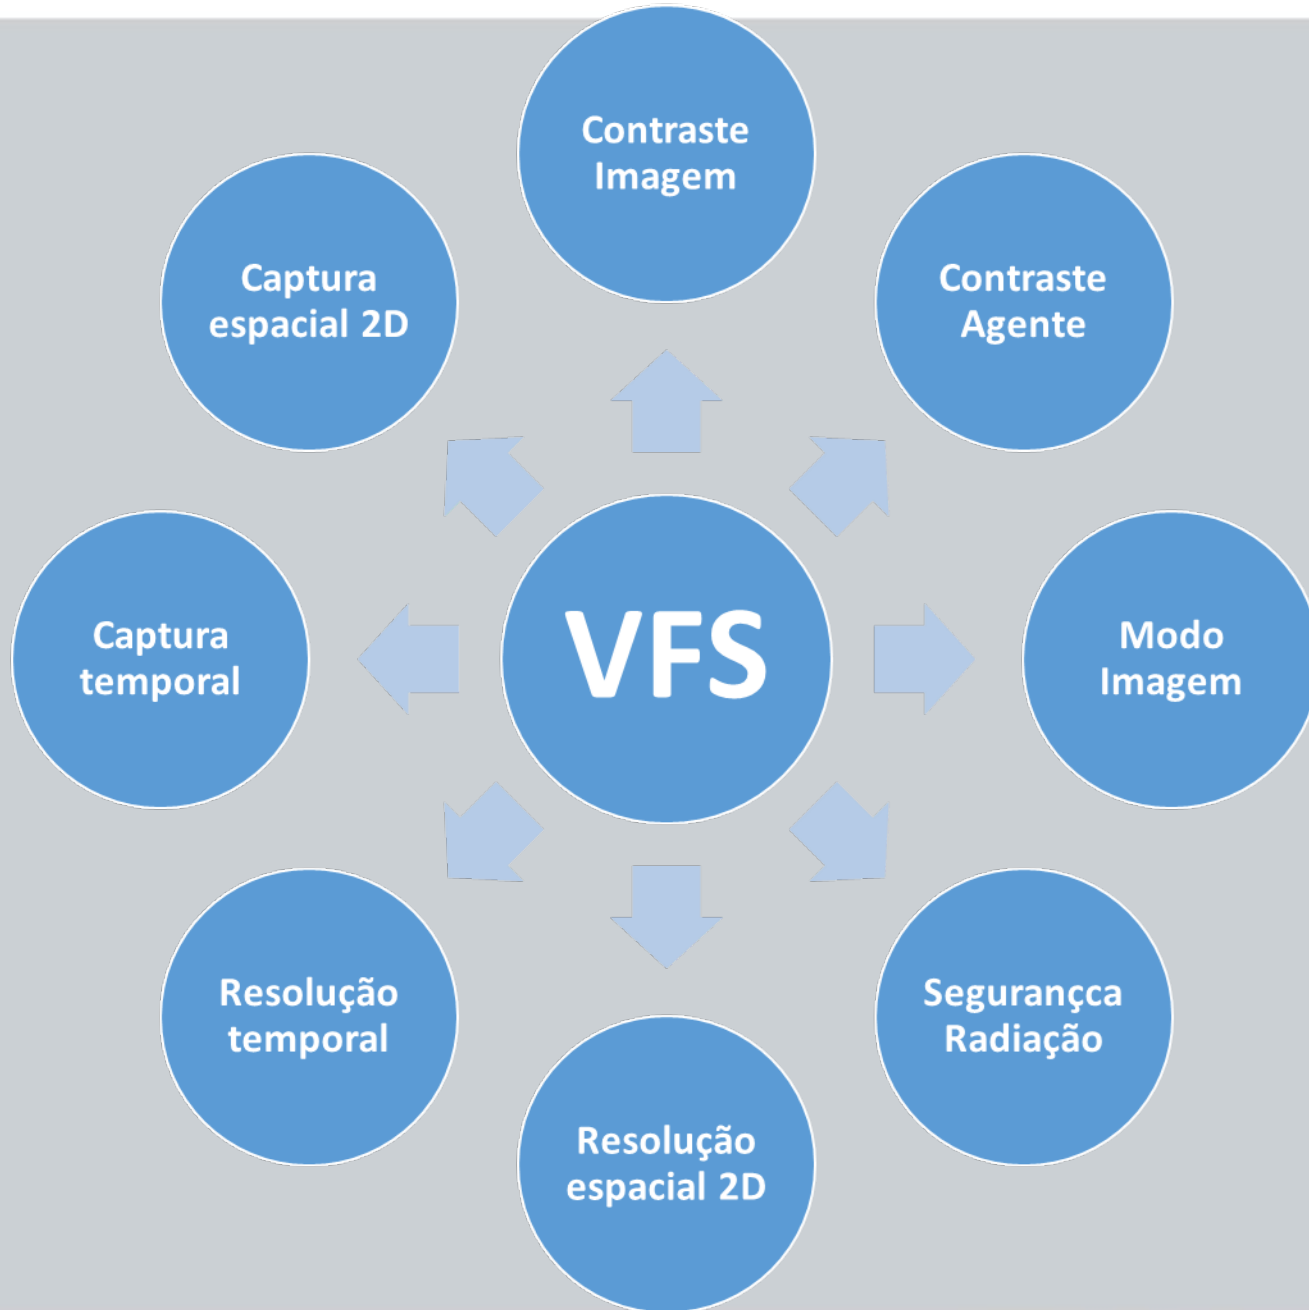 Contraste
Imagem
Contraste
Agente
Modo
Imagem
Segurançca
Radiação
Resolução
espacial 2D
Resolução
temporal
Captura
temporal
Captura
espacial 2D
VFS